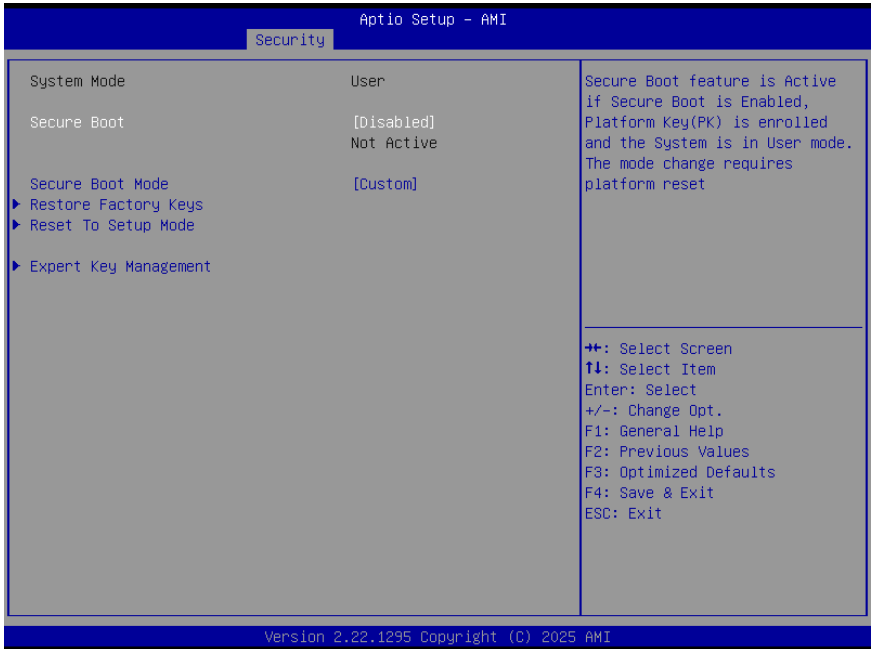 Aptio Setup – AMI
Security
System Mode User
Secure Boot [Disabled]
Not Active
Secure Boot Mode [Custom]
▶ Restore Factory Keys
▶ Reset To Setup Mode
▶ Expert Key Management
Secure Boot feature is Active
if Secure Boot is Enabled,
Platform Key(PK) is enrolled
and the System is in User mode.
The mode change requires
platform reset
→←: Select Screen
↑↓: Select Item
Enter: Select
+/-: Change Opt.
F1: General Help
F2: Previous Values
F3: Optimized Defaults
F4: Save & Exit
ESC: Exit
Version 2.22.1295 Copyright (C) 2025 AMI